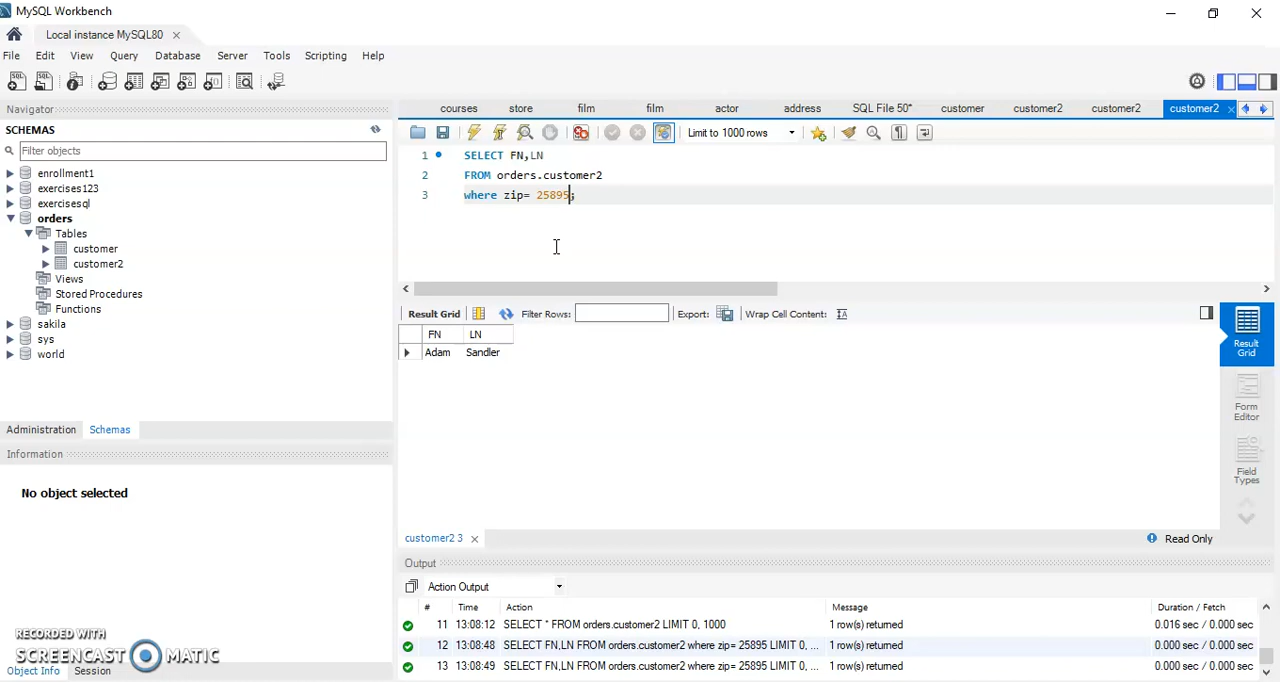 MySQL Workbench
Local instance MySQL80
File Edit View Query Database Server Tools Scripting Help
Navigator
SCHEMAS
Filter objects
enrollment1
exercises123
exercisesql
orders
Tables
customer
customer2
Views
Stored Procedures
Functions
sakila
sys
world
Administration Schemas
Information
No object selected
Object Info Session
RECORDED WITH
SCREENCAST MATIC
courses store film film actor address SQL File 50* customer customer2 customer2 customer2
Limit to 1000 rows
1 SELECT FN,LN
2 FROM orders.customer2
3 where zip= 25895;
Result Grid Filter Rows: Export: Wrap Cell Content:
FN LN
Adam Sandler
Result Grid
Form Editor
Field Types
customer2 3
Read Only
Output
Action Output
# Time Action Message Duration / Fetch
11 13:08:12 SELECT * FROM orders.customer2 LIMIT 0, 1000 1 row(s) returned 0.016 sec / 0.000 sec
12 13:08:48 SELECT FN,LN FROM orders.customer2 where zip= 25895 LIMIT 0, ... 1 row(s) returned 0.000 sec / 0.000 sec
13 13:08:49 SELECT FN,LN FROM orders.customer2 where zip= 25895 LIMIT 0, ... 1 row(s) returned 0.000 sec / 0.000 sec